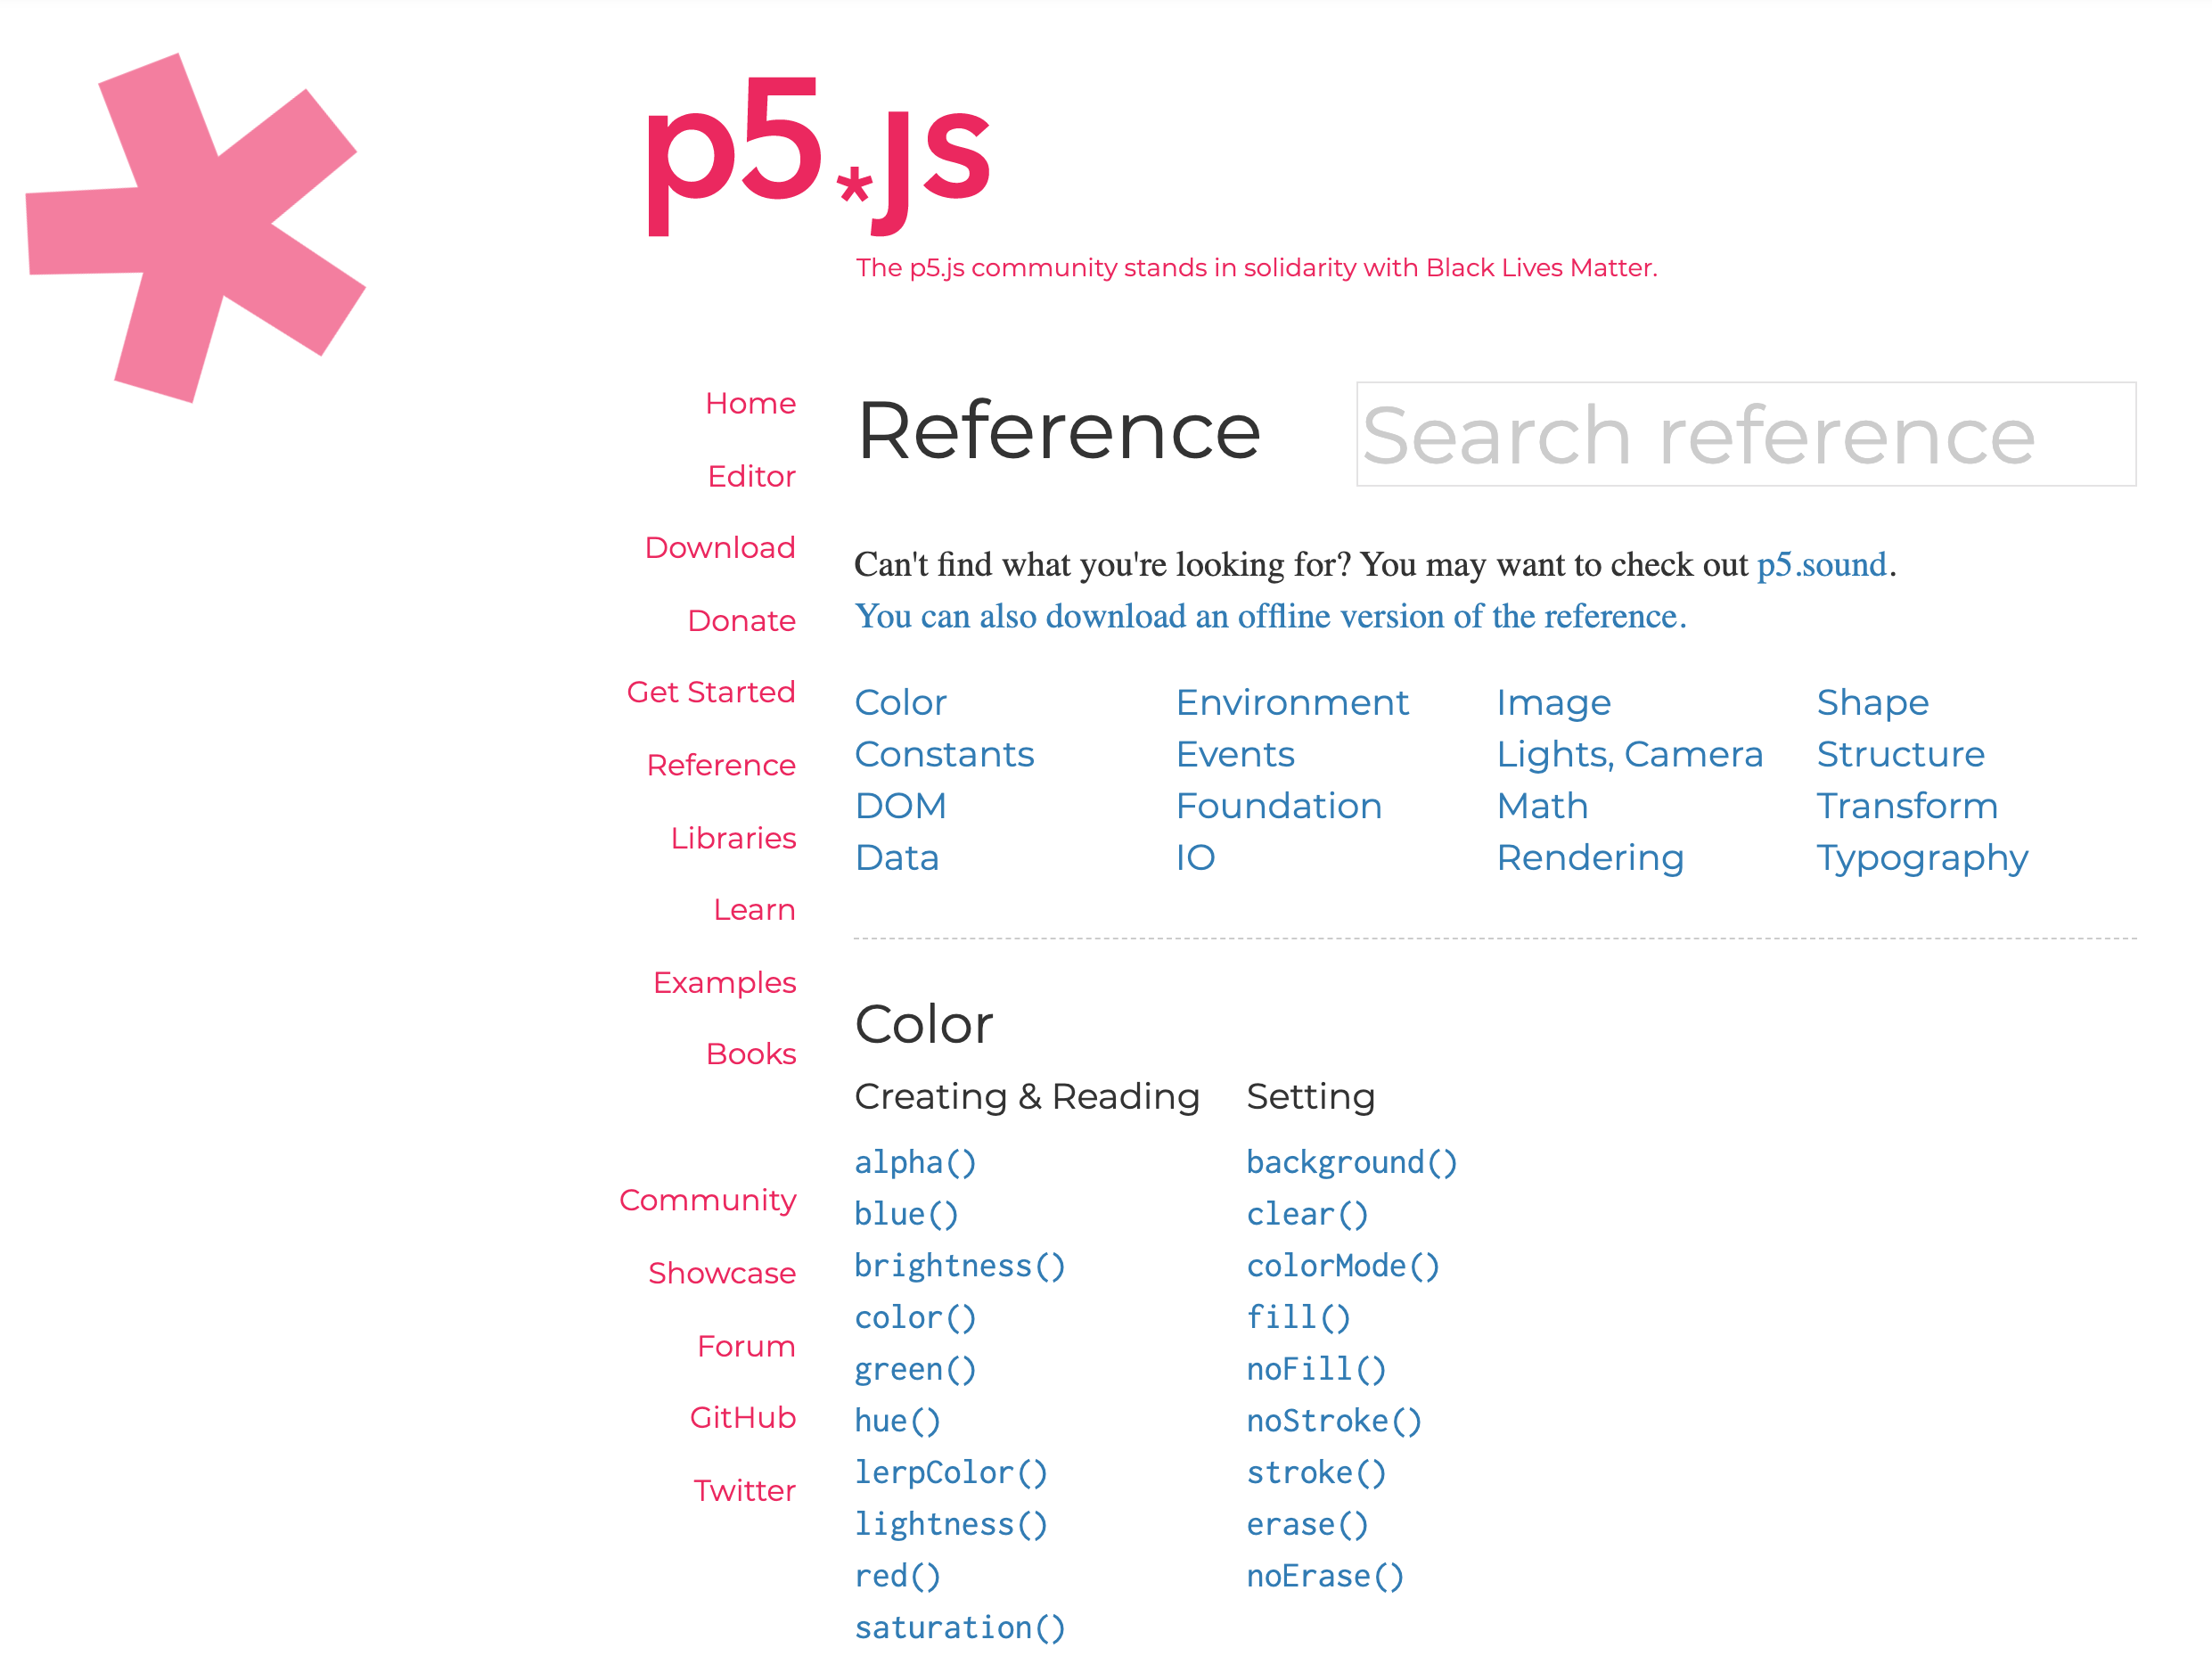 p5.js
The p5.js community stands in solidarity with Black Lives Matter.
Home
Editor
Download
Donate
Get Started
Reference
Libraries
Learn
Examples
Books
Community
Showcase
Forum
GitHub
Twitter
Reference
Search reference
Can't find what you're looking for? You may want to check out p5.sound.
You can also download an offline version of the reference.
Color
Constants
DOM
Data
Environment
Events
Foundation
IO
Image
Lights, Camera
Math
Rendering
Shape
Structure
Transform
Typography
Color
Creating & Reading
alpha()
blue()
brightness()
color()
green()
hue()
lerpColor()
lightness()
red()
saturation()
Setting
background()
clear()
colorMode()
fill()
noFill()
noStroke()
stroke()
erase()
noErase()